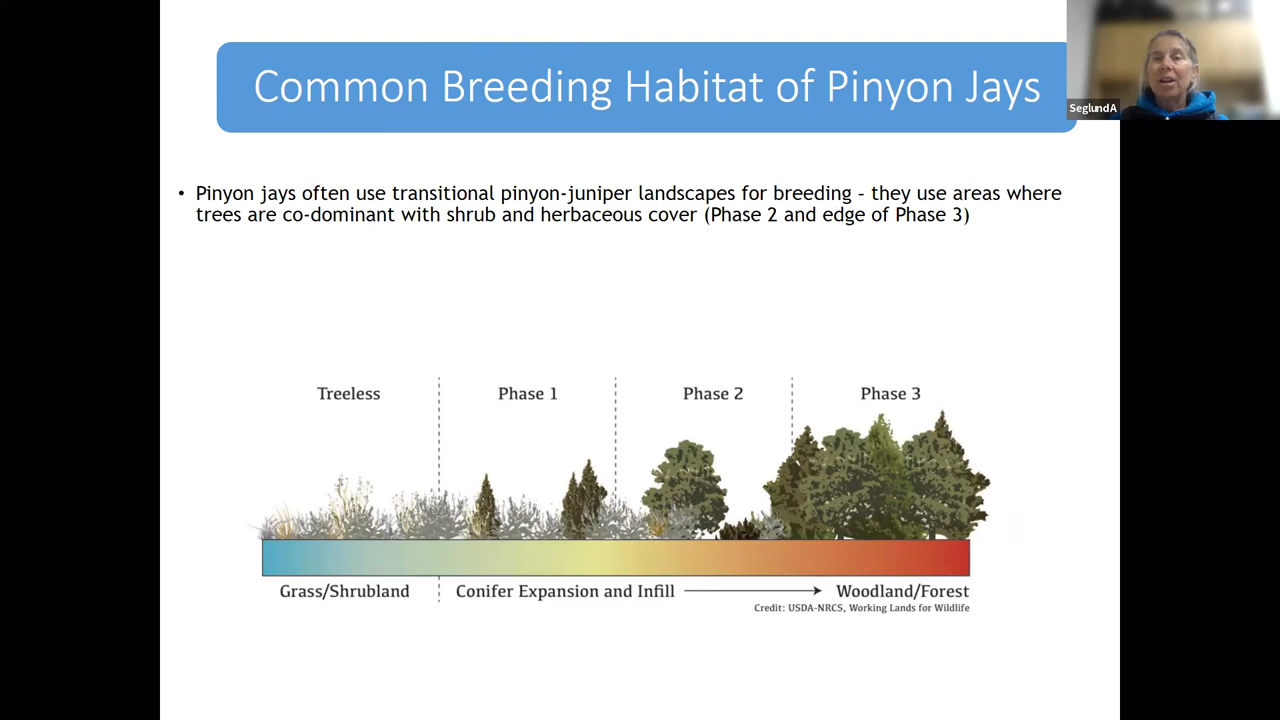 Common Breeding Habitat of Pinyon Jays
SeglundA
• Pinyon jays often use transitional pinyon-juniper landscapes for breeding – they use areas where
trees are co-dominant with shrub and herbaceous cover (Phase 2 and edge of Phase 3)
Treeless
Phase 1
Phase 2
Phase 3
Grass/Shrubland
Conifer Expansion and Infill
Woodland/Forest
Credit: USDA-NRCS, Working Lands for Wildlife